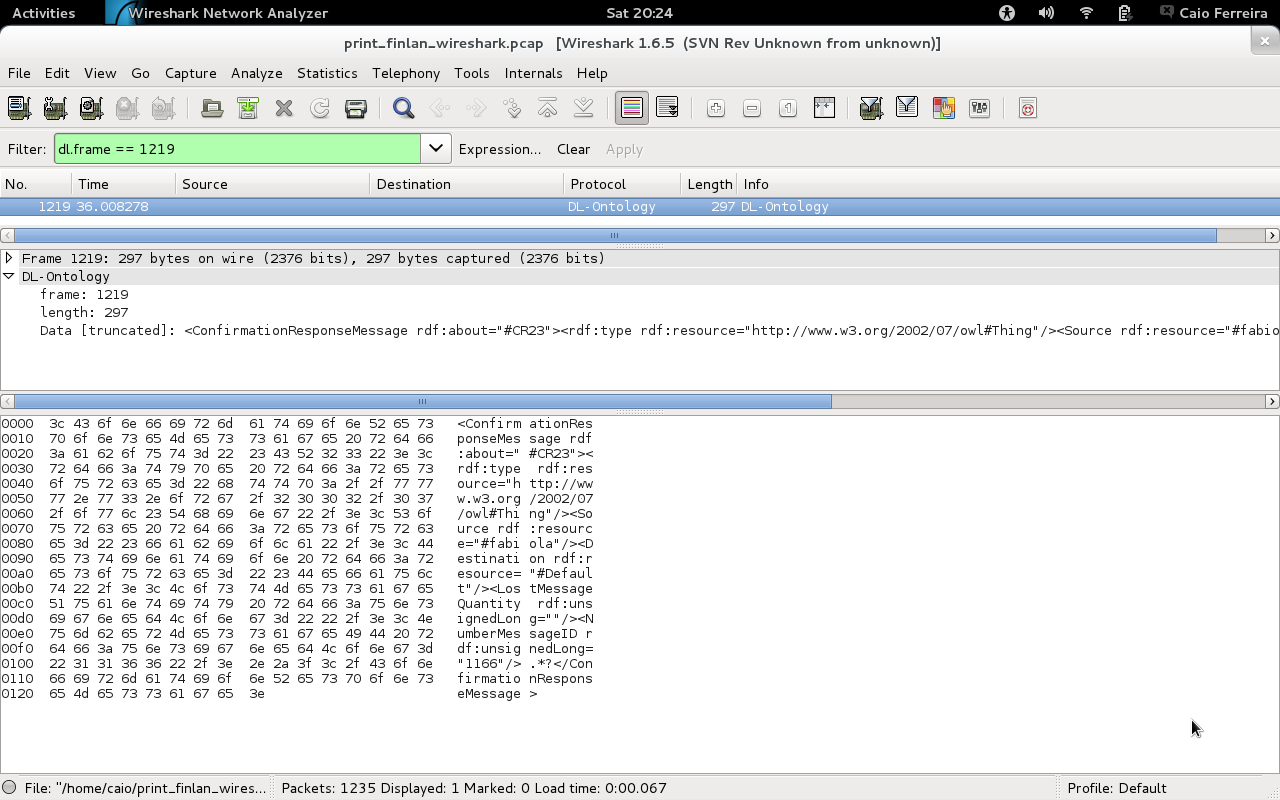 Activities Wireshark Network Analyzer Sat 20:24 Caio Ferreira
print_finlan_wireshark.pcap [Wireshark 1.6.5 (SVN Rev Unknown from unknown)]
File Edit View Go Capture Analyze Statistics Telephony Tools Internals Help
Filter: dl.frame == 1219 Expression... Clear Apply
No. Time Source Destination Protocol Length Info
1219 36.008278 DL-Ontology 297 DL-Ontology
Frame 1219: 297 bytes on wire (2376 bits), 297 bytes captured (2376 bits)
DL-Ontology
frame: 1219
length: 297
Data [truncated]: <ConfirmationResponseMessage rdf:about="#CR23"><rdf:type rdf:resource="http://www.w3.org/2002/07/owl#Thing"/><Source rdf:resource="#fabio
0000 3c 43 6f 6e 66 69 72 6d 61 74 69 6f 6e 52 65 73 <Confirm ationRes
0010 70 6f 6e 73 65 4d 65 73 73 61 67 65 20 72 64 66 ponseMes sage rdf
0020 3a 61 62 6f 75 74 3d 22 23 43 52 32 33 22 3e 3c :about=" #CR23"><
0030 72 64 66 3a 74 79 70 65 20 72 64 66 3a 72 65 73 rdf:type rdf:res
0040 6f 75 72 63 65 3d 22 68 74 74 70 3a 2f 2f 77 77 ource="h ttp://ww
0050 77 2e 77 33 2e 6f 72 67 2f 32 30 30 32 2f 30 37 w.w3.org /2002/07
0060 2f 6f 77 6c 23 54 68 69 6e 67 22 2f 3e 3c 53 6f /owl#Thi ng"/><So
0070 75 72 63 65 20 72 64 66 3a 72 65 73 6f 75 72 63 urce rdf :resourc
0080 65 3d 22 23 66 61 62 69 6f 6c 61 22 2f 3e 3c 44 e="#fabi ola"/><D
0090 65 73 74 69 6e 61 74 69 6f 6e 20 72 64 66 3a 72 estinati on rdf:r
00a0 65 73 6f 75 72 63 65 3d 22 23 44 65 66 61 75 6c esource= "#Defaul
00b0 74 22 2f 3e 3c 4c 6f 73 74 4d 65 73 73 61 67 65 t"/><Los tMessage
00c0 51 75 61 6e 74 69 74 79 20 72 64 66 3a 75 6e 73 Quantity rdf:uns
00d0 69 67 6e 65 64 4c 6f 6e 67 3d 22 22 2f 3e 3c 4e ignedLon g=""/><N
00e0 75 6d 62 65 72 4d 65 73 73 61 67 65 49 44 20 72 umberMes sageID r
00f0 64 66 3a 75 6e 73 69 67 6e 65 64 4c 6f 6e 67 3d df:unsig nedLong=
0100 22 31 31 36 36 22 2f 3e 2e 2a 3f 3c 2f 43 6f 6e "1166"/> .*?</Con
0110 66 69 72 6d 61 74 69 6f 6e 52 65 73 70 6f 6e 73 firmatio nRespons
0120 65 4d 65 73 73 61 67 65 3e eMessage >
File: "/home/caio/print_finlan_wires... Packets: 1235 Displayed: 1 Marked: 0 Load time: 0:00.067 Profile: Default